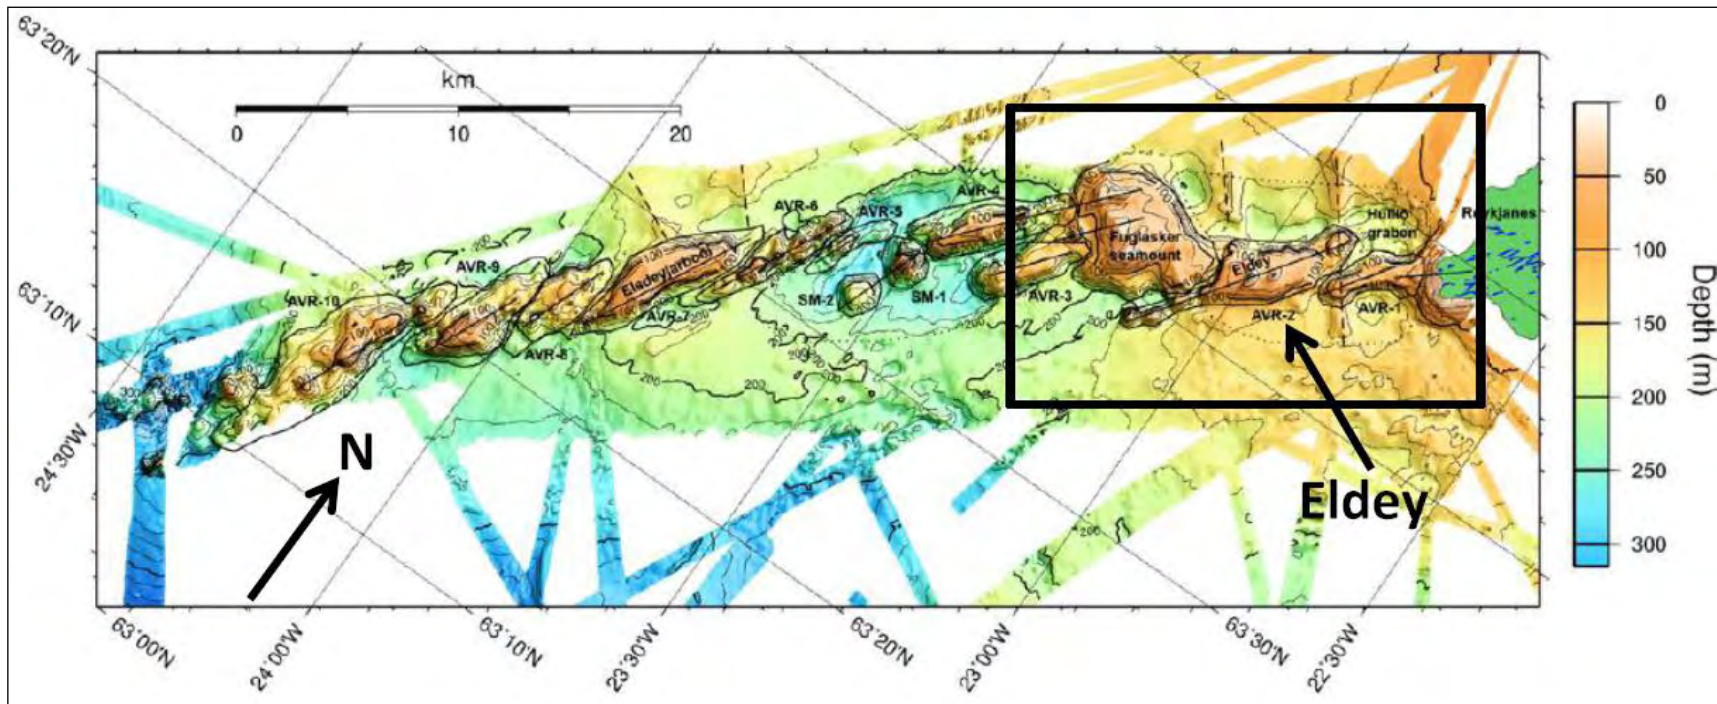 63°20'N
km
0
10
20
0
50
100
150
200
250
300
Depth (m)
AVR-4
AVR-6
AVR-5
Reykjanes
graben
Fuglasker
seamount
Eldey
AVR-9
Eldeyjarbodi
AVR-10
SM-2
SM-1
AVR-3
AVR-7
AVR-2
AVR-1
AVR-8
63°10'N
24°30'W
N
Eldey
63°00'N
24°00'W
63°10'N
23°30'W
63°20'N
23°00'W
63°30'N
22°30'W